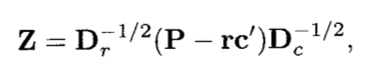 Z = D_r^{-1/2}(P − rc′)D_c^{-1/2},